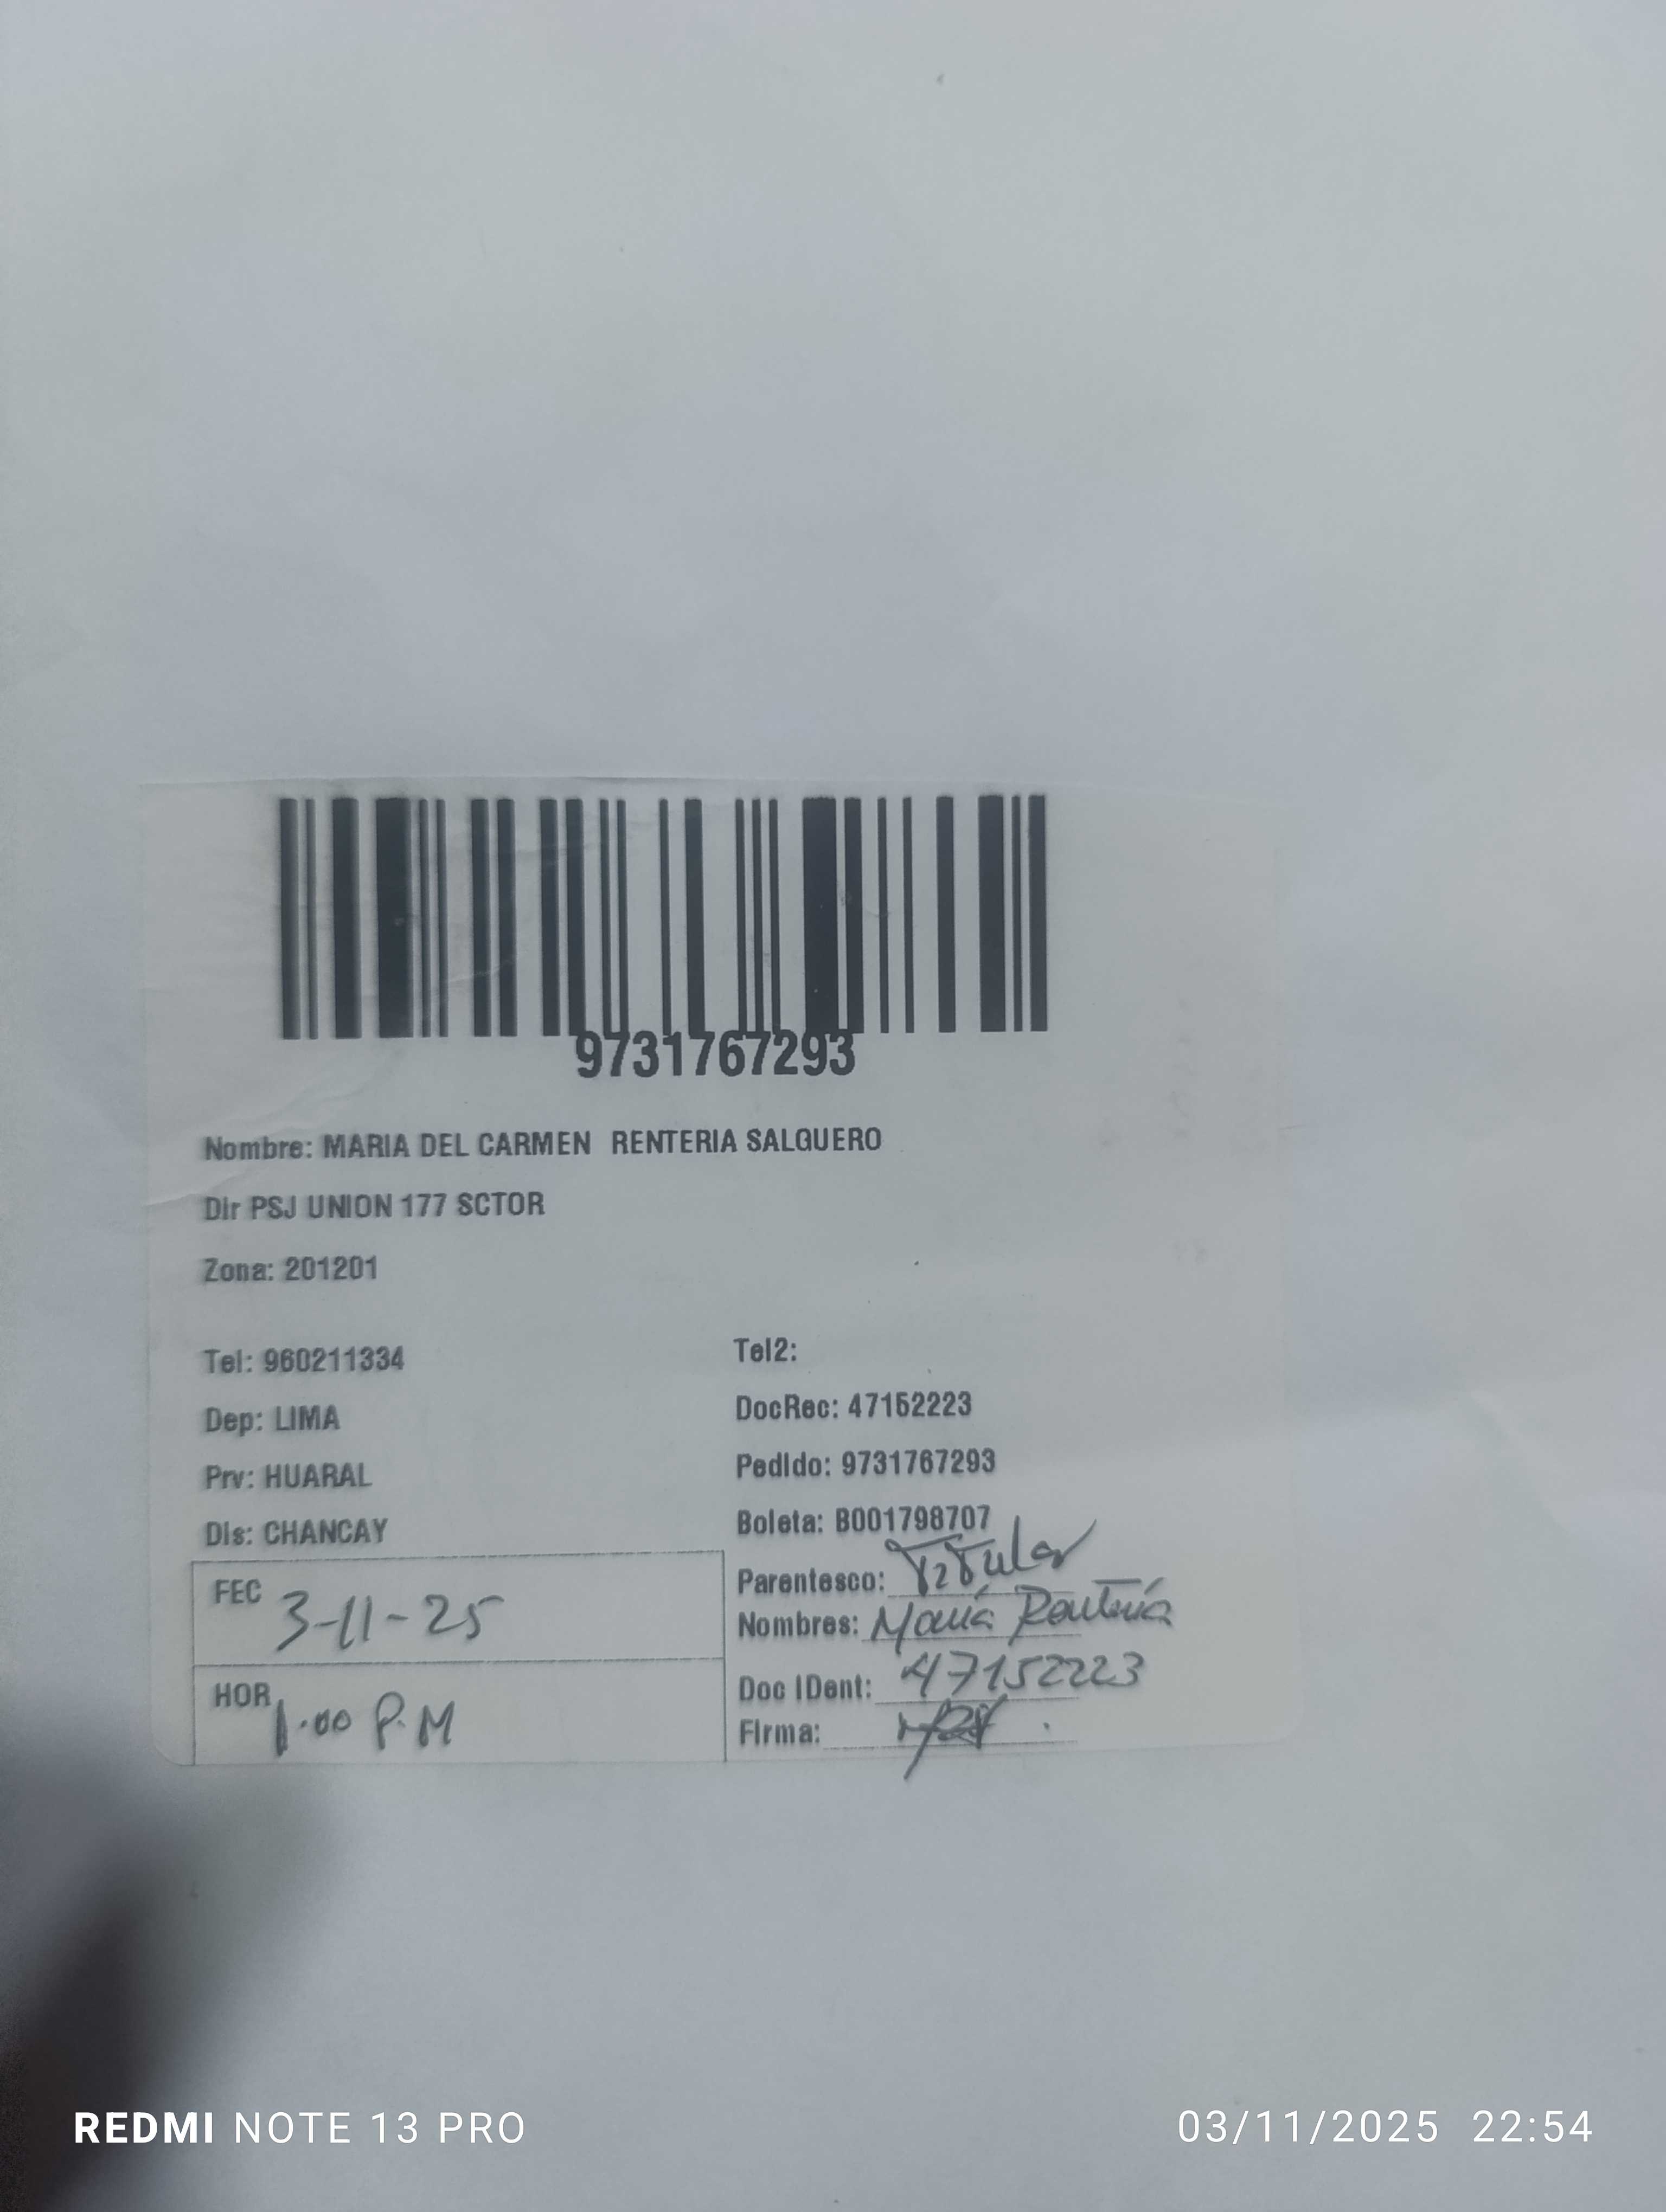 9731767293
Nombre: MARIA DEL CARMEN RENTERIA SALGUERO
Dir PSJ UNION 177 SCTOR
Zona: 201201
Tel: 960211334
Tel2:
Dep: LIMA
DocRec: 47152223
Prv: HUARAL
Pedido: 9731767293
Dis: CHANCAY
Boleta: B001798707
FEC 3-11-25
Parentesco: Titular
Nombres: María Rentería
HOR 1.00 P.M
Doc IDent: 47152223
Firma:
REDMI NOTE 13 PRO
03/11/2025 22:54